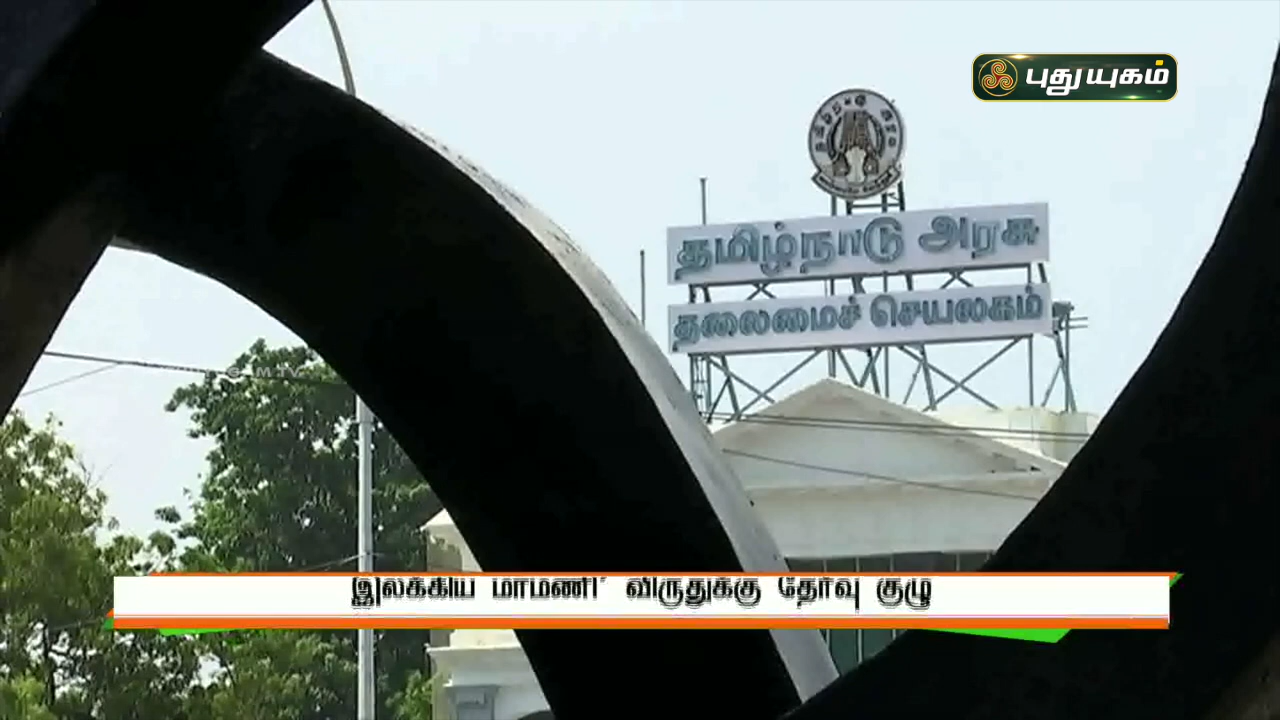 புதுயுகம்
தமிழ்நாடு அரசு
தலைமைச் செயலகம்
இலக்கிய மாமணி' விருதுக்கு தேர்வு குழு